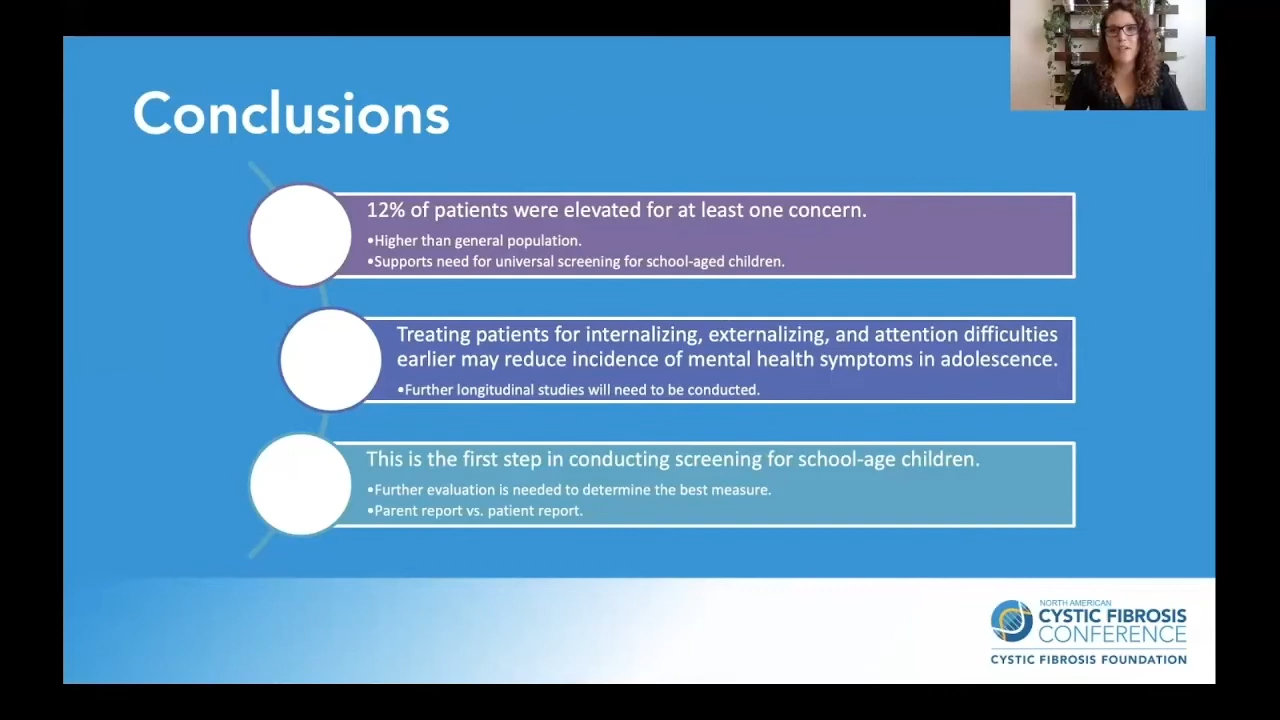 Conclusions
12% of patients were elevated for at least one concern.
•Higher than general population.
•Supports need for universal screening for school-aged children.
Treating patients for internalizing, externalizing, and attention difficulties
earlier may reduce incidence of mental health symptoms in adolescence.
•Further longitudinal studies will need to be conducted.
This is the first step in conducting screening for school-age children.
•Further evaluation is needed to determine the best measure.
•Parent report vs. patient report.
NORTH AMERICAN
CYSTIC FIBROSIS
CONFERENCE
CYSTIC FIBROSIS FOUNDATION